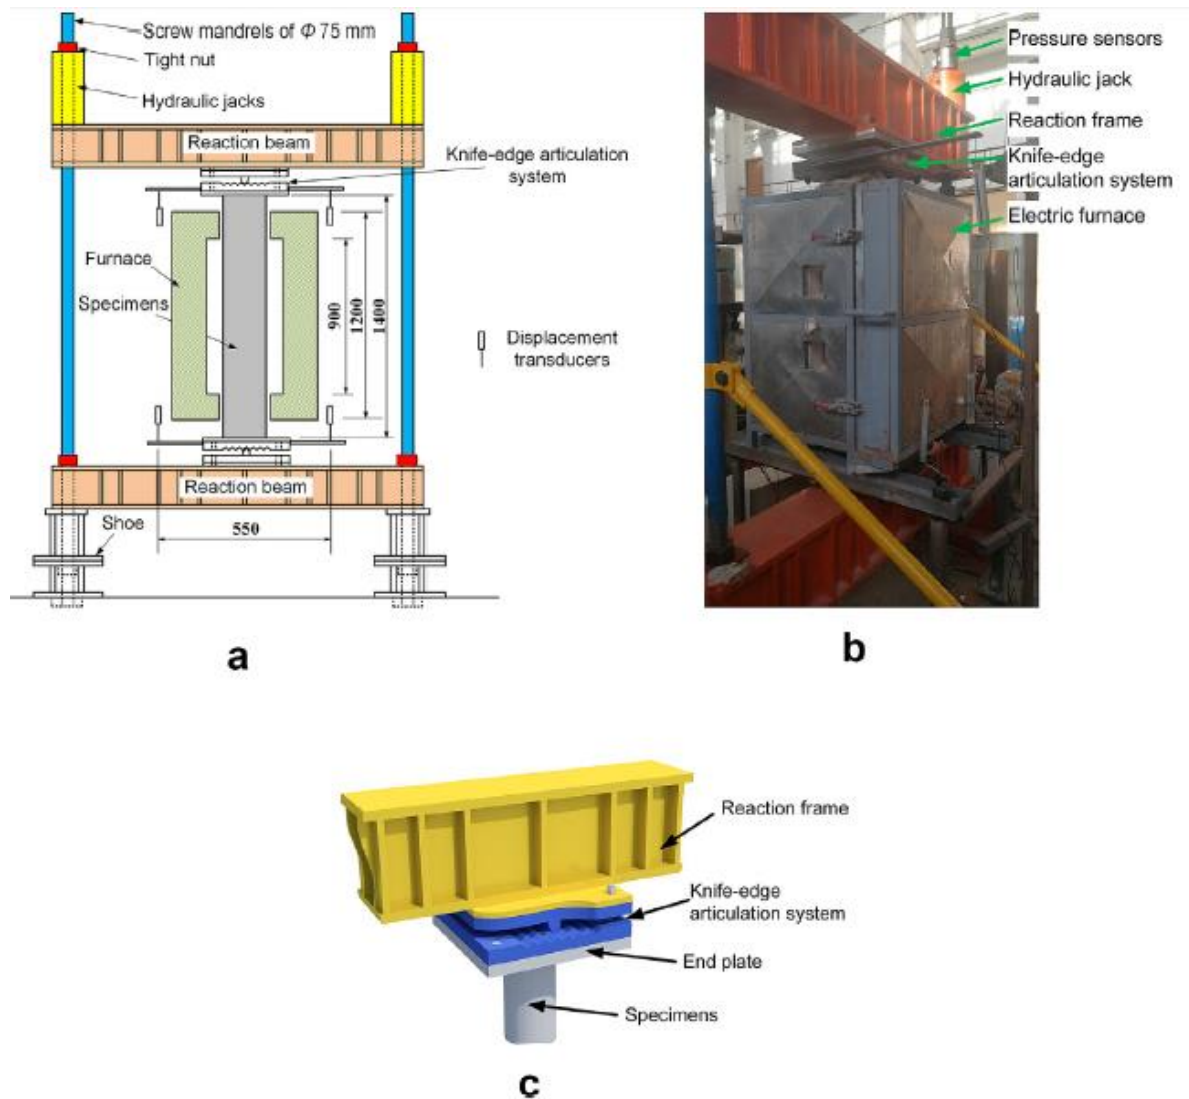 Screw mandrels of Φ 75 mm
Tight nut
Hydraulic jacks
Reaction beam
Knife-edge articulation
system
Furnace
Specimens
900
1200
1400
Displacement
transducers
Reaction beam
Shoe
550
a
Pressure sensors
Hydraulic jack
Reaction frame
Knife-edge
articulation system
Electric furnace
b
Reaction frame
Knife-edge
articulation system
End plate
Specimens
c